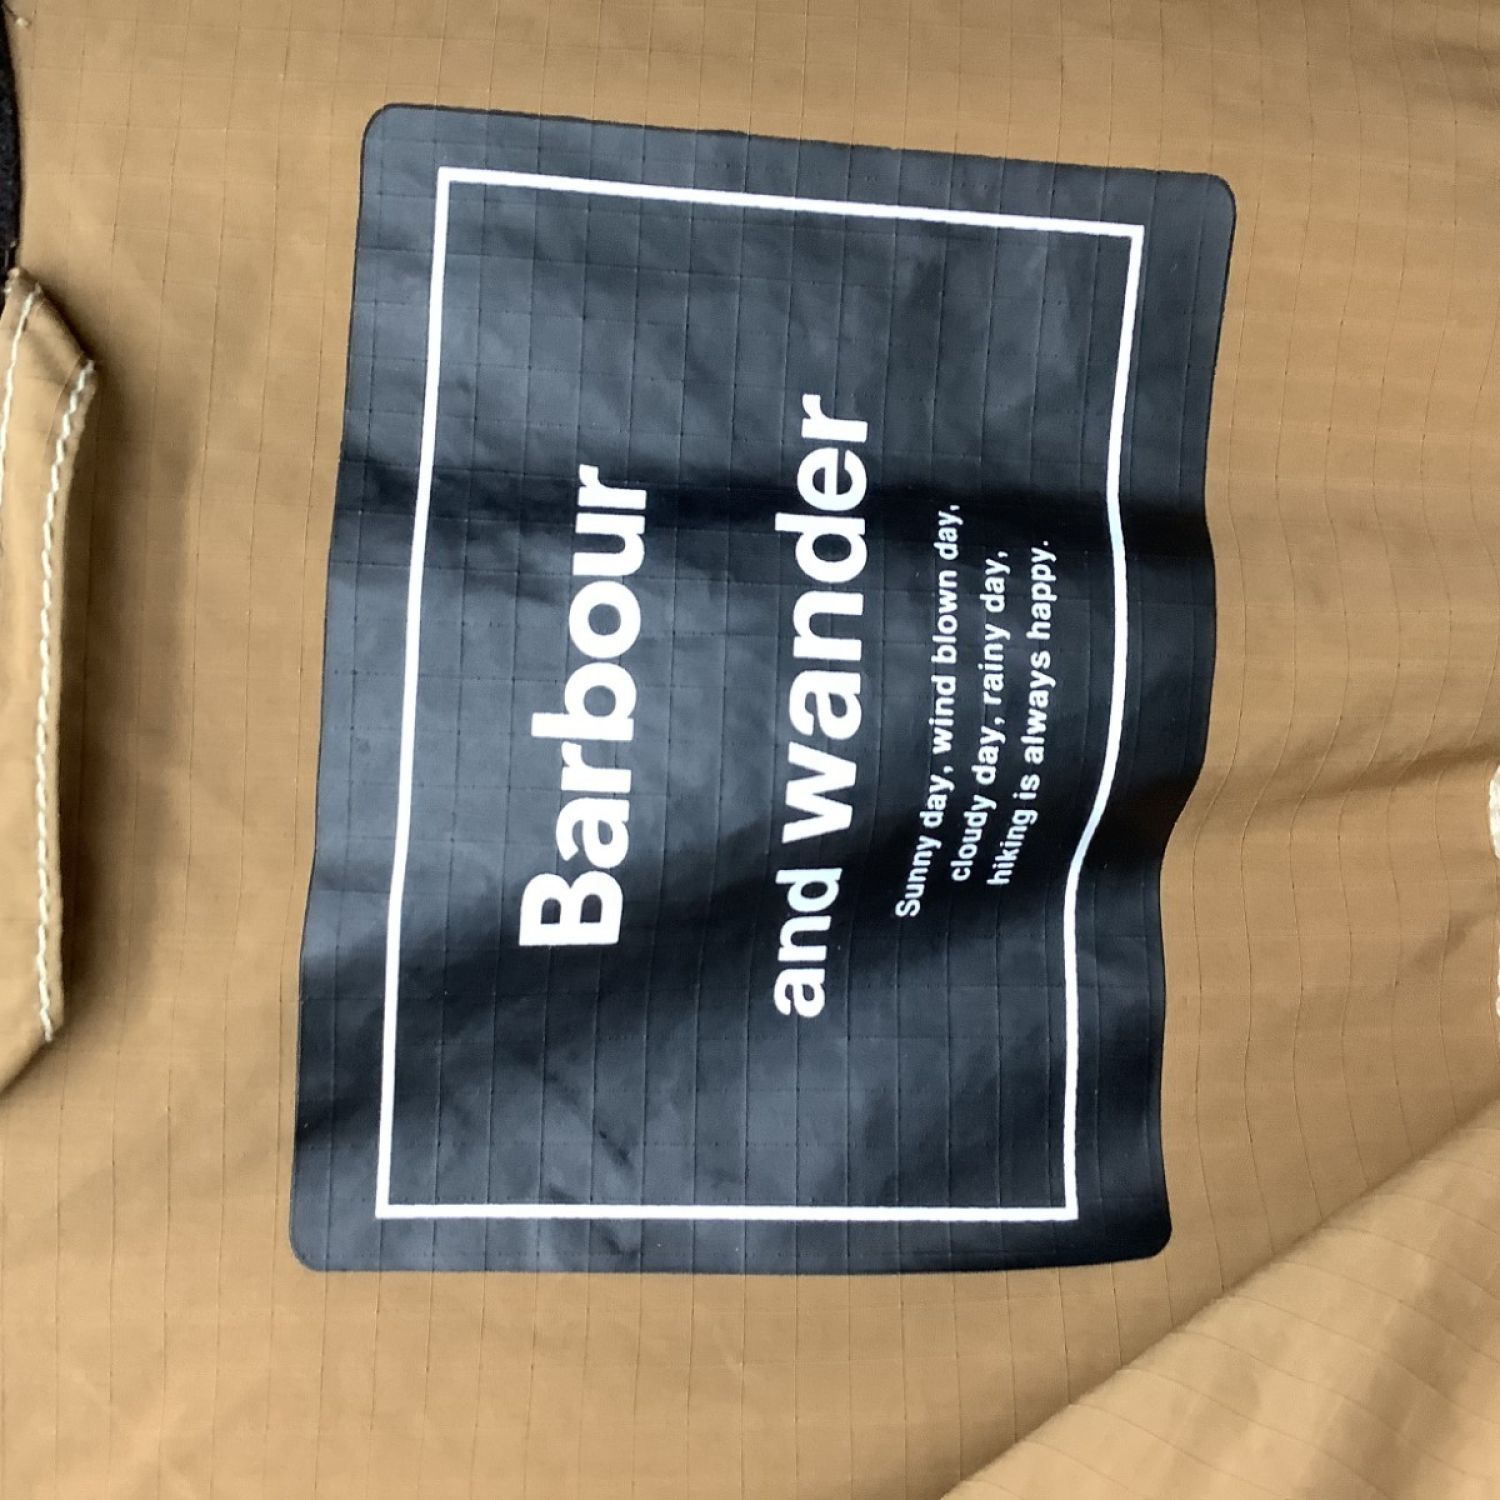 Barbour
and wander
Sunny day, wind blown day,
cloudy day, rainy day,
hiking is always happy.